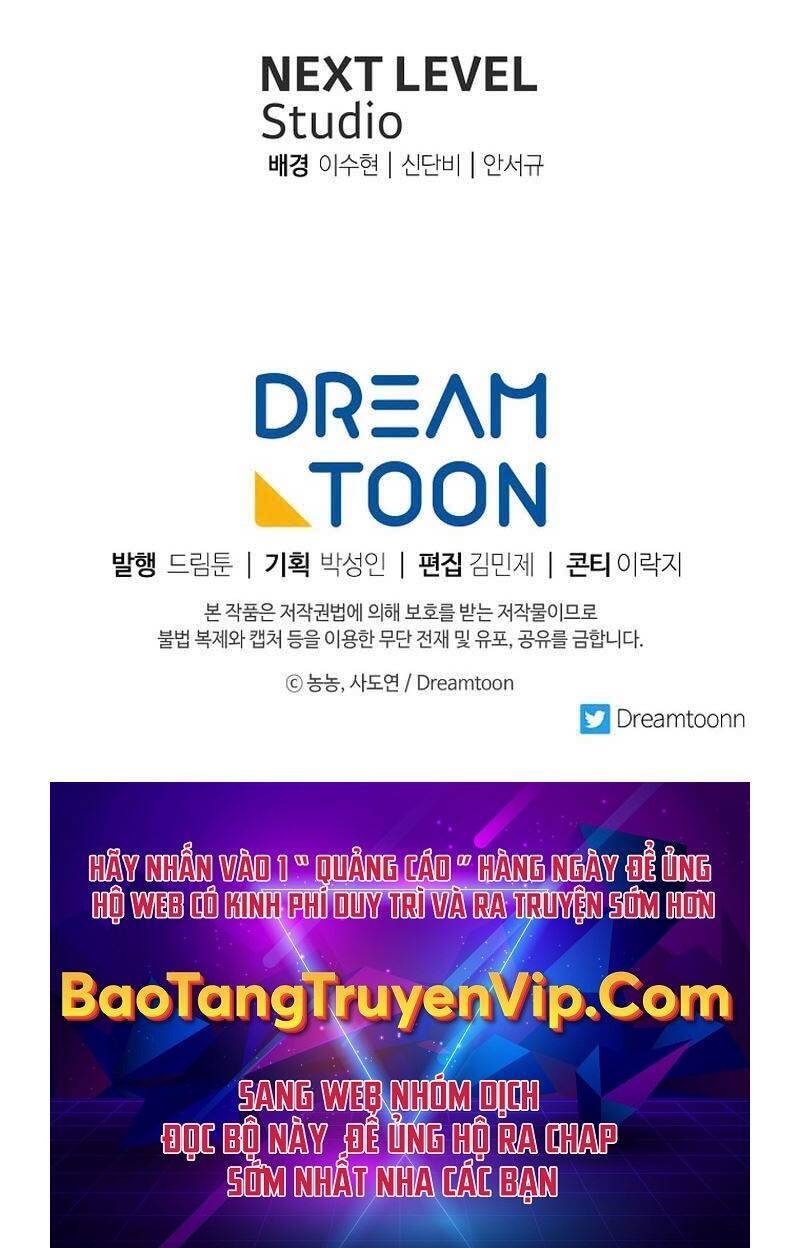 NEXT LEVEL
Studio
배경 이수현 | 신단비 | 안서규
DREAM
TOON
발행 드림툰 | 기획 박성인 | 편집 김민제 | 콘티 이락지
본 작품은 저작권법에 의해 보호를 받는 저작물이므로
불법 복제와 캡처 등을 이용한 무단 전재 및 유포, 공유를 금합니다.
ⓒ 농농, 사도연 / Dreamtoon
Dreamtoonn
HÃY NHẤN VÀO 1 “ QUẢNG CÁO ” HÀNG NGÀY ĐỂ ỦNG
HỘ WEB CÓ KINH PHÍ DUY TRÌ VÀ RA TRUYỆN SỚM HƠN
BaoTangTruyenVip.Com
SANG WEB NHÓM DỊCH
ĐỌC BỘ NÀY ĐỂ ỦNG HỘ RA CHAP
SỚM NHẤT NHA CÁC BẠN